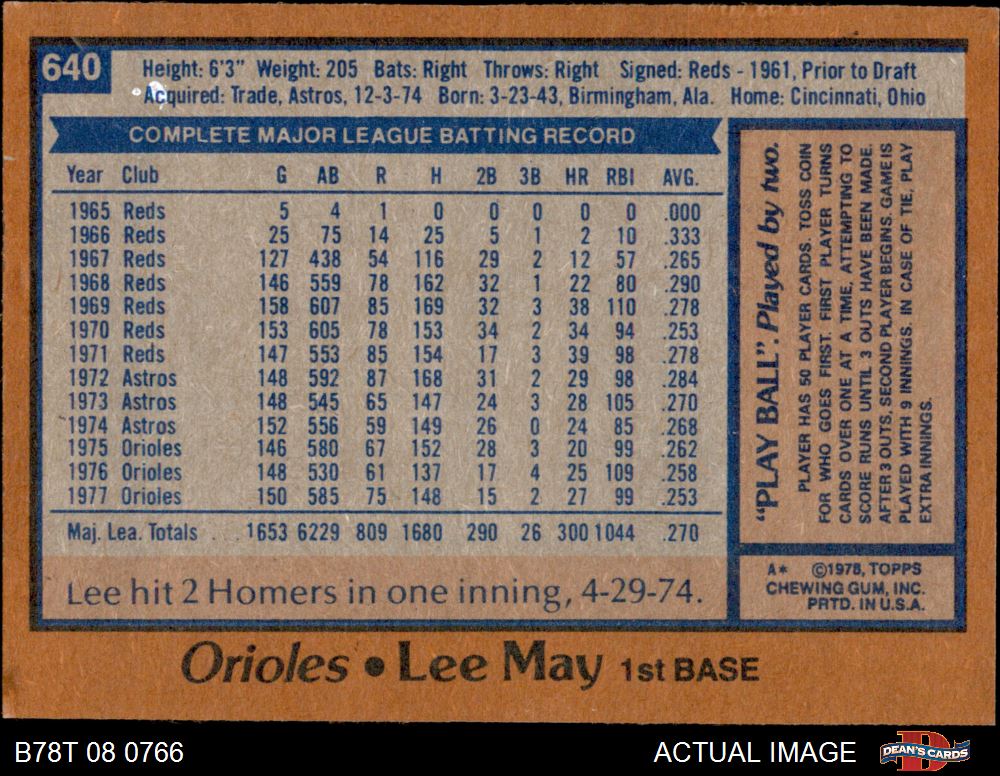 640
Height: 6'3" Weight: 205 Bats: Right Throws: Right Signed: Reds - 1961, Prior to Draft
Acquired: Trade, Astros, 12-3-74 Born: 3-23-43, Birmingham, Ala. Home: Cincinnati, Ohio
COMPLETE MAJOR LEAGUE BATTING RECORD
Year Club G AB R H 2B 3B HR RBI AVG.
1965 Reds 5 4 1 0 0 0 0 0 .000
1966 Reds 25 75 14 25 5 1 2 10 .333
1967 Reds 127 438 54 116 29 2 12 57 .265
1968 Reds 146 559 78 162 32 1 22 80 .290
1969 Reds 158 607 85 169 32 3 38 110 .278
1970 Reds 153 605 78 153 34 2 34 94 .253
1971 Reds 147 553 85 154 17 3 39 98 .278
1972 Astros 148 592 87 168 31 2 29 98 .284
1973 Astros 148 545 65 147 24 3 28 105 .270
1974 Astros 152 556 59 149 26 0 24 85 .268
1975 Orioles 146 580 67 152 28 3 20 99 .262
1976 Orioles 148 530 61 137 17 4 25 109 .258
1977 Orioles 150 585 75 148 15 2 27 99 .253
Maj. Lea. Totals . . 1653 6229 809 1680 290 26 300 1044 .270
Lee hit 2 Homers in one inning, 4-29-74.
"PLAY BALL". Played by two.
PLAYER HAS 50 PLAYER CARDS. TOSS COIN
FOR WHO GOES FIRST. FIRST PLAYER TURNS
CARDS OVER ONE AT A TIME, ATTEMPTING TO
SCORE RUNS UNTIL 3 OUTS HAVE BEEN MADE.
AFTER 3 OUTS, SECOND PLAYER BEGINS. GAME IS
PLAYED WITH 9 INNINGS. IN CASE OF TIE, PLAY
EXTRA INNINGS.
A* ©1978, TOPPS
CHEWING GUM, INC.
PRTD. IN U.S.A.
Orioles • Lee May 1st BASE
B78T 08 0766
ACTUAL IMAGE
D
DEAN'S CARDS